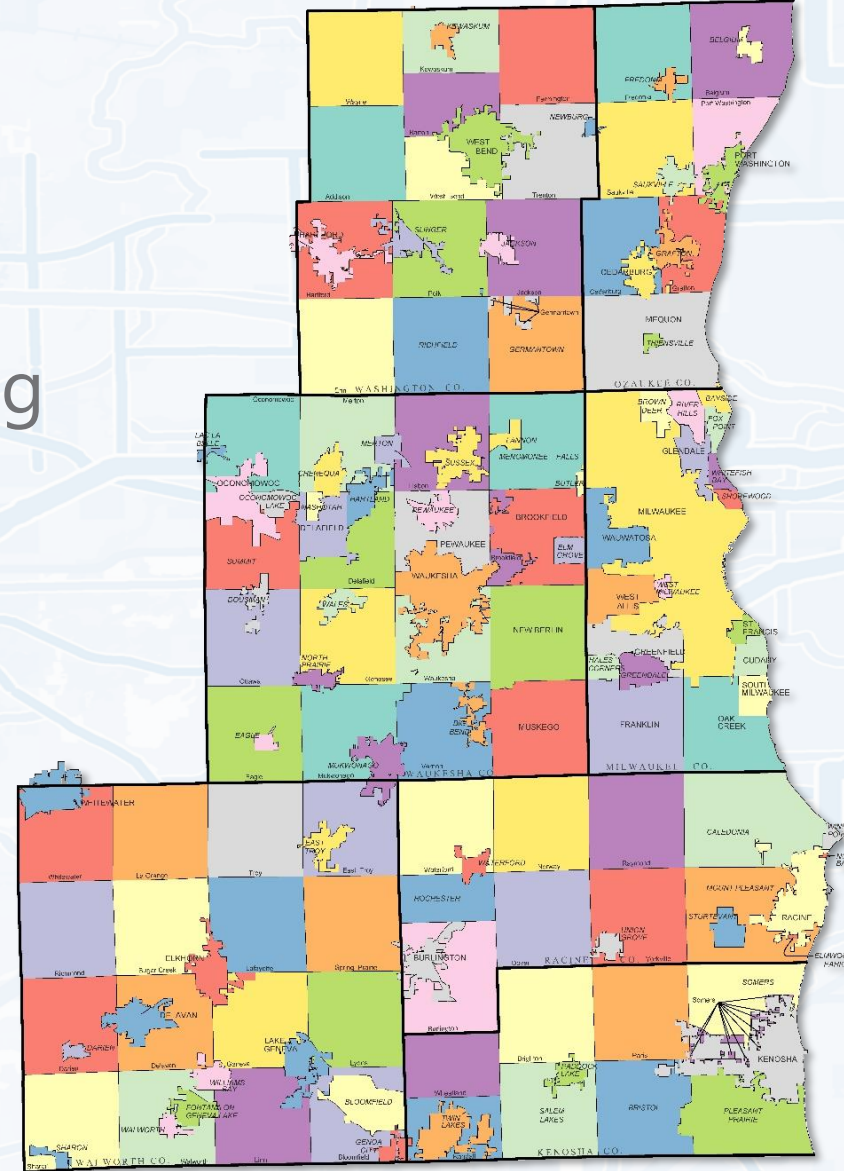 g
KEWASKUM
Kewaskum
Wayne
Farmington
BELGIUM
Belgium
FREDONIA
Fredonia
Port Washington
Barton
WEST
BEND
NEWBURG
Addison
West Bend
Trenton
PORT
WASHINGTON
SAUKVILLE
Saukville
HARTFORD
Hartford
SLINGER
Polk
JACKSON
Jackson
CEDARBURG
Cedarburg
GRAFTON
Grafton
Germantown
GERMANTOWN
RICHFIELD
Erin
WASHINGTON CO.
MEQUON
THIENSVILLE
OZAUKEE CO.
Oconomowoc
Merton
LAC LA
BELLE
OCONOMOWOC
OCONOMOWOC
LAKE
CHENEQUA
MERTON
HARTLAND
NASHOTAH
DELAFIELD
Delafield
SUSSEX
Lisbon
LANNON
MENOMONEE FALLS
BUTLER
PEWAUKEE
PEWAUKEE
BROOKFIELD
Brookfield
ELM
GROVE
SUMMIT
WAUKESHA
Waukesha
DOUSMAN
Ottawa
WALES
NORTH
PRAIRIE
Genesee
NEW BERLIN
EAGLE
Eagle
MUKWONAGO
Mukwonago
BIG
BEND
Vernon
MUSKEGO
WAUKESHA CO.
BROWN
DEER
RIVER
HILLS
BAYSIDE
FOX
POINT
GLENDALE
WHITEFISH
BAY
SHOREWOOD
MILWAUKEE
WAUWATOSA
WEST
ALLIS
WEST
MILWAUKEE
ST
FRANCIS
CUDAHY
GREENFIELD
HALES
CORNERS
GREENDALE
SOUTH
MILWAUKEE
FRANKLIN
OAK
CREEK
MILWAUKEE CO.
WHITEWATER
Whitewater
La Grange
Troy
EAST
TROY
East Troy
Richmond
Sugar Creek
ELKHORN
Lafayette
Spring Prairie
DARIEN
Darien
DELAVAN
Delavan
Geneva
LAKE
GENEVA
Lyons
WILLIAMS
BAY
FONTANA ON
GENEVA LAKE
WALWORTH
Walworth
SHARON
Sharon
Linn
BLOOMFIELD
Bloomfield
GENOA
CITY
WALWORTH CO.
Waterford
WATERFORD
Norway
Raymond
CALEDONIA
ROCHESTER
BURLINGTON
Burlington
Dover
UNION
GROVE
Yorkville
MOUNT PLEASANT
STURTEVANT
RACINE
RACINE CO.
SOMERS
Somers
KENOSHA
Brighton
Paris
Wheatland
TWIN
LAKES
Randall
PADDOCK
LAKE
SALEM
LAKES
BRISTOL
PLEASANT
PRAIRIE
KENOSHA CO.